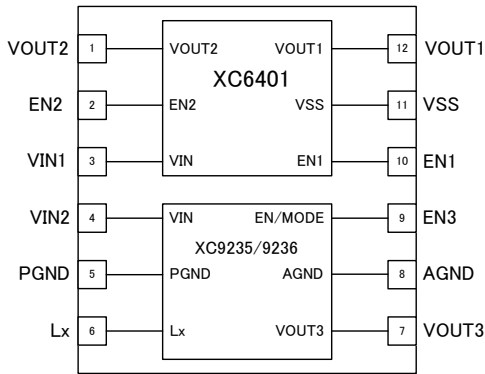 VOUT2 1 VOUT2 VOUT1 12 VOUT1
XC6401
EN2 2 EN2 VSS 11 VSS
VIN1 3 VIN EN1 10 EN1
VIN2 4 VIN EN/MODE 9 EN3
XC9235/9236
PGND 5 PGND AGND 8 AGND
Lx 6 Lx VOUT3 7 VOUT3